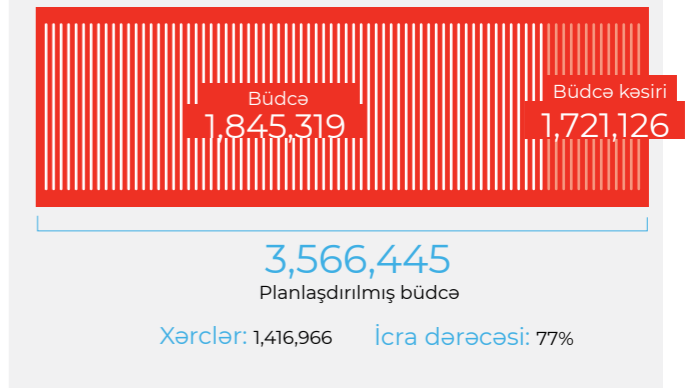 Büdcə
1,845,319
Büdcə kəsiri
1,721,126
3,566,445
Planlaşdırılmış büdcə
Xərclər: 1,416,966 İcra dərəcəsi: 77%